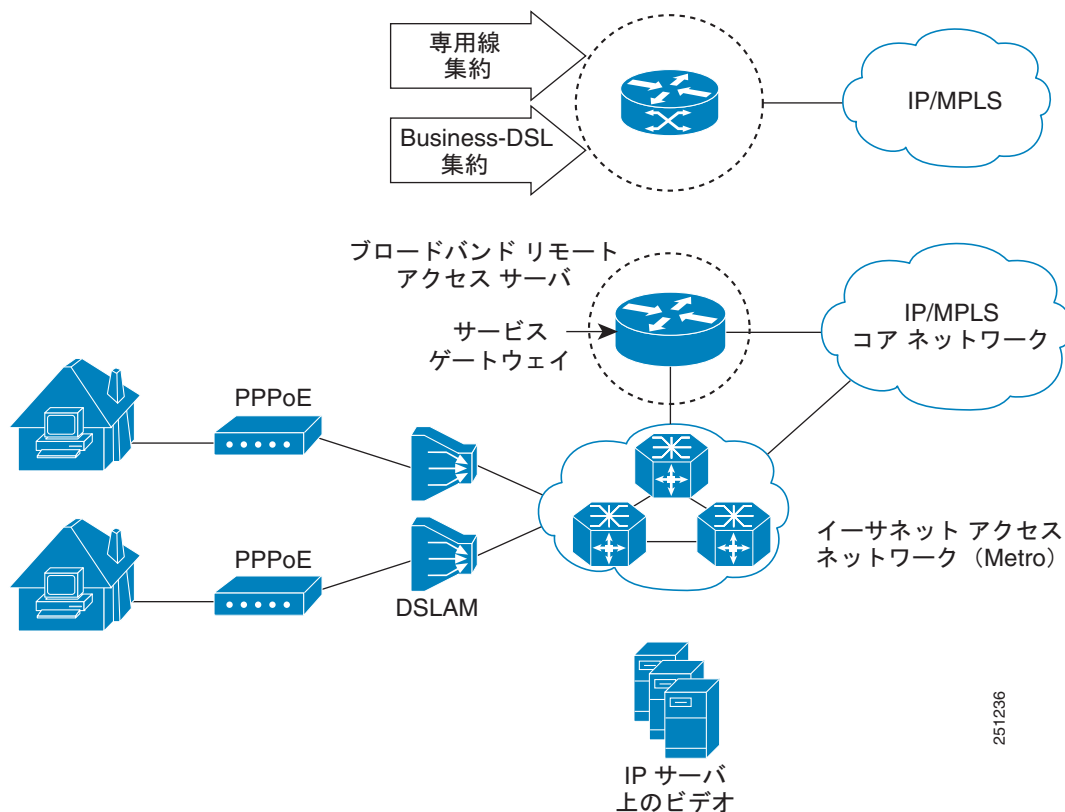 専用線
集約
Business-DSL
集約
IP/MPLS
ブロードバンド リモート
アクセス サーバ
サービス
ゲートウェイ
IP/MPLS
コア ネットワーク
PPPoE
PPPoE
DSLAM
イーサネット アクセス
ネットワーク（Metro）
IP サーバ
上のビデオ
251236